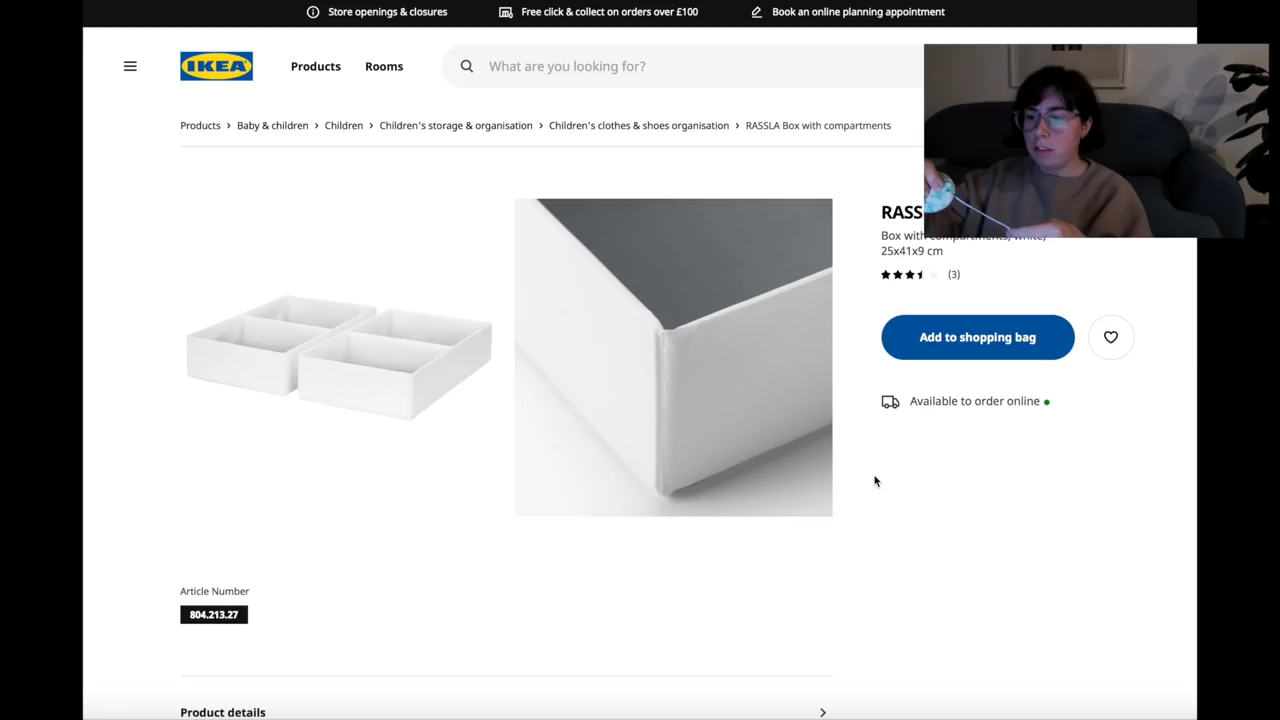 Store openings & closures
Free click & collect on orders over £100
Book an online planning appointment
IKEA
Products
Rooms
What are you looking for?
Products › Baby & children › Children › Children's storage & organisation › Children's clothes & shoes organisation › RASSLA Box with compartments
RASS
Box with compartments, white,
25x41x9 cm
(3)
Add to shopping bag
Available to order online
Article Number
804.213.27
Product details